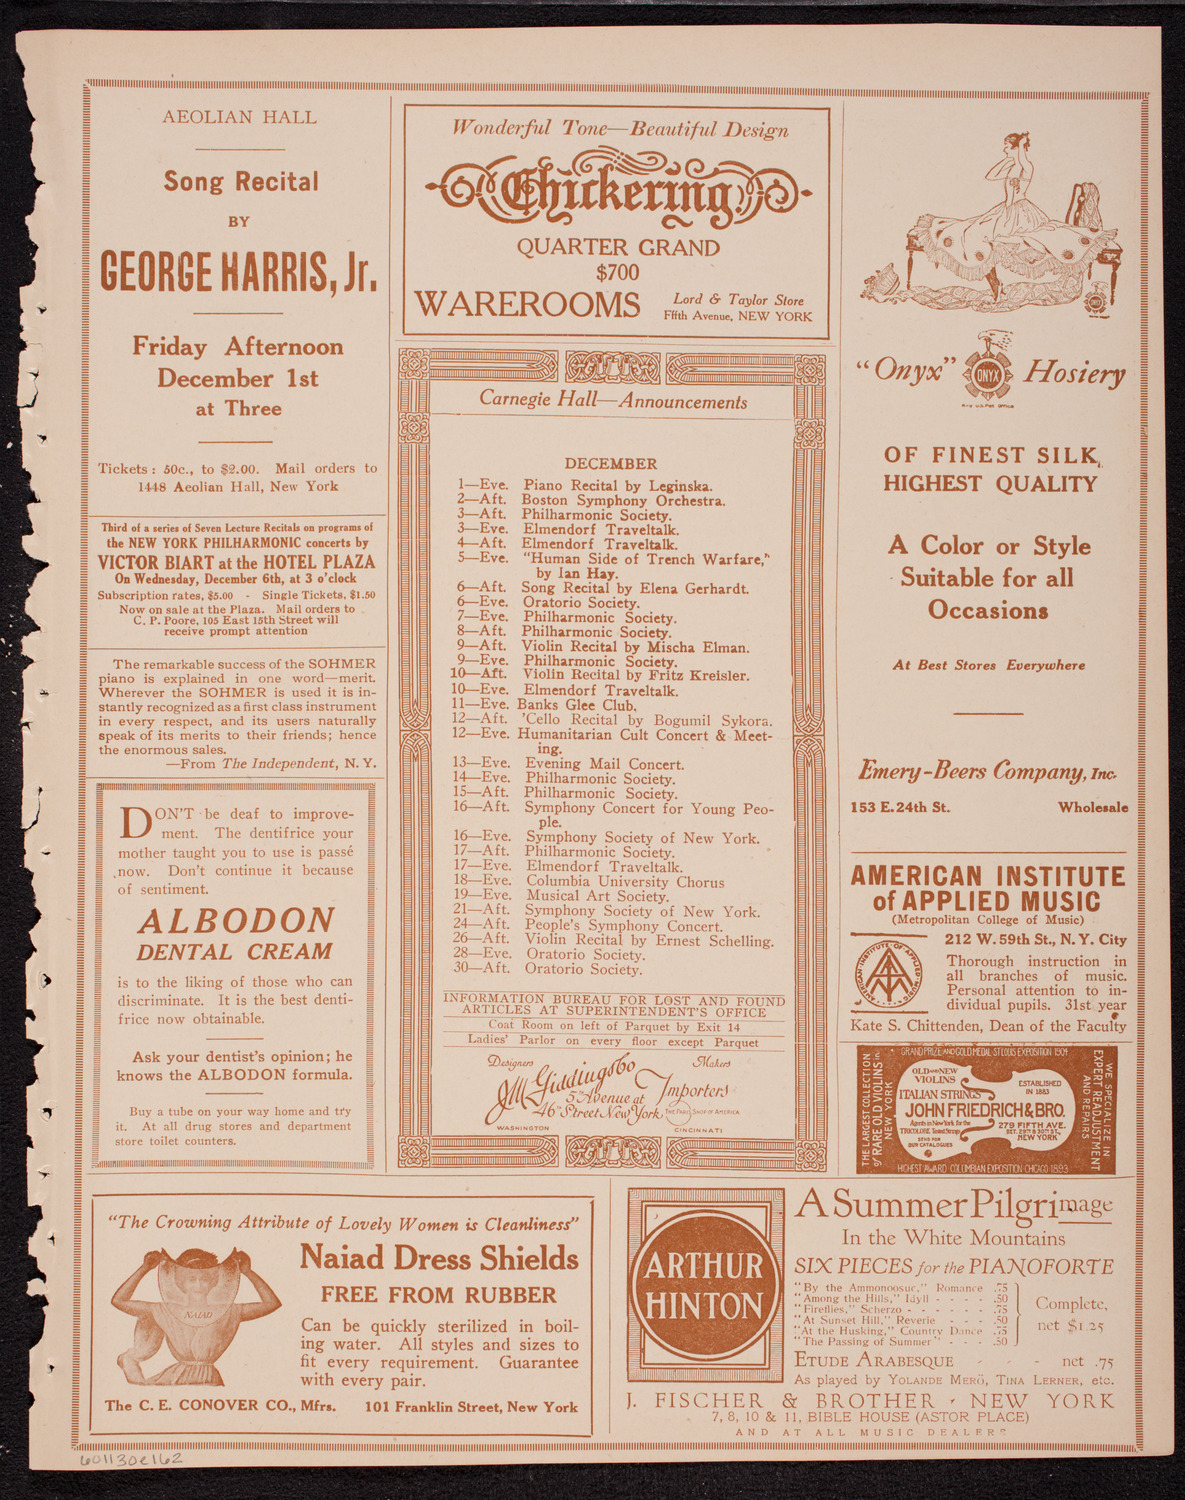 AEOLIAN HALL
Song Recital
BY
GEORGE HARRIS, Jr.
Friday Afternoon
December 1st
at Three
Tickets: 50c., to $2.00. Mail orders to
1448 Aeolian Hall, New York
Third of a series of Seven Lecture Recitals on programs of
the NEW YORK PHILHARMONIC concerts by
VICTOR BIART at the HOTEL PLAZA
On Wednesday, December 6th, at 3 o'clock
Subscription rates, $5.00 - Single Tickets, $1.50
Now on sale at the Plaza. Mail orders to
C. P. Poore, 105 East 15th Street will
receive prompt attention
The remarkable success of the SOHMER
piano is explained in one word—merit.
Wherever the SOHMER is used it is in-
stantly recognized as a first class instrument
in every respect, and its users naturally
speak of its merits to their friends; hence
the enormous sales.
—From The Independent, N. Y.
DON'T be deaf to improve-
ment. The dentifrice your
mother taught you to use is passé
now. Don't continue it because
of sentiment.
ALBODON
DENTAL CREAM
is to the liking of those who can
discriminate. It is the best denti-
frice now obtainable.
Ask your dentist's opinion; he
knows the ALBODON formula.
Buy a tube on your way home and try
it. At all drug stores and department
store toilet counters.
Wonderful Tone—Beautiful Design
Chickering
QUARTER GRAND
$700
WAREROOMS
Lord & Taylor Store
Fifth Avenue, NEW YORK
Carnegie Hall—Announcements
DECEMBER
1—Eve. Piano Recital by Leginska.
2—Aft. Boston Symphony Orchestra.
3—Aft. Philharmonic Society.
3—Eve. Elmendorf Traveltalk.
4—Aft. Elmendorf Traveltalk.
5—Eve. "Human Side of Trench Warfare,"
by Ian Hay.
6—Aft. Song Recital by Elena Gerhardt.
6—Eve. Oratorio Society.
7—Eve. Philharmonic Society.
8—Aft. Philharmonic Society.
9—Aft. Violin Recital by Mischa Elman.
9—Eve. Philharmonic Society.
10—Aft. Violin Recital by Fritz Kreisler.
10—Eve. Elmendorf Traveltalk.
11—Eve. Banks Glee Club,
12—Aft. 'Cello Recital by Bogumil Sykora.
12—Eve. Humanitarian Cult Concert & Meet-
ing.
13—Eve. Evening Mail Concert.
14—Eve. Philharmonic Society.
15—Aft. Philharmonic Society.
16—Aft. Symphony Concert for Young Peo-
ple.
16—Eve. Symphony Society of New York.
17—Aft. Philharmonic Society.
17—Eve. Elmendorf Traveltalk.
18—Eve. Columbia University Chorus
19—Eve. Musical Art Society.
21—Aft. Symphony Society of New York.
24—Aft. People's Symphony Concert.
26—Aft. Violin Recital by Ernest Schelling.
28—Eve. Oratorio Society.
30—Aft. Oratorio Society.
INFORMATION BUREAU FOR LOST AND FOUND
ARTICLES AT SUPERINTENDENT'S OFFICE
Coat Room on left of Parquet by Exit 14
Ladies' Parlor on every floor except Parquet
Designers Makers
JM Giddings & Co Importers
5th Avenue at
46th Street New York
THE PARIS SHOP OF AMERICA
WASHINGTON CINCINNATI
"Onyx" ONYX Hosiery
REG. U.S. PAT. OFFICE
OF FINEST SILK,
HIGHEST QUALITY
A Color or Style
Suitable for all
Occasions
At Best Stores Everywhere
Emery-Beers Company, Inc.
153 E. 24th St. Wholesale
AMERICAN INSTITUTE
of APPLIED MUSIC
(Metropolitan College of Music)
AMERICAN INSTITUTE OF APPLIED MUSIC
212 W. 59th St., N. Y. City
Thorough instruction in
all branches of music.
Personal attention to in-
dividual pupils. 31st year
Kate S. Chittenden, Dean of the Faculty
GRAND PRIZE AND GOLD MEDAL ST LOUIS EXPOSITION 1904
THE LARGEST COLLECTION
of RARE OLD VIOLINS in
NEW YORK
OLD AND NEW
VIOLINS
ITALIAN STRINGS
ESTABLISHED
IN 1883
JOHN FRIEDRICH & BRO.
Agents in New York for the
TRICOLORE Tested Strings
SEND FOR
OUR CATALOGUES
279 FIFTH AVE.
BET. 29TH & 30TH ST.
NEW YORK
WE SPECIALIZE IN
EXPERT READJUSTMENT
AND REPAIRS
HIGHEST AWARD COLUMBIAN EXPOSITION CHICAGO 1893
"The Crowning Attribute of Lovely Women is Cleanliness"
NAIAD
Naiad Dress Shields
FREE FROM RUBBER
Can be quickly sterilized in boil-
ing water. All styles and sizes to
fit every requirement. Guarantee
with every pair.
The C. E. CONOVER CO., Mfrs. 101 Franklin Street, New York
ARTHUR
HINTON
A Summer Pilgrimage
In the White Mountains
SIX PIECES for the PIANOFORTE
"By the Ammonoosuc," Romance .75
"Among the Hills," Idyll - - - - .50
"Fireflies," Scherzo - - - - - - .75
"At Sunset Hill," Reverie - - - .50
"At the Husking," Country Dance .75
"The Passing of Summer" - - - .50
Complete,
net $1.25
ETUDE ARABESQUE - - - net .75
As played by YOLANDE MERÖ, TINA LERNER, etc.
J. FISCHER & BROTHER · NEW YORK
7, 8, 10 & 11, BIBLE HOUSE (ASTOR PLACE)
AND AT ALL MUSIC DEALERS
601130e162